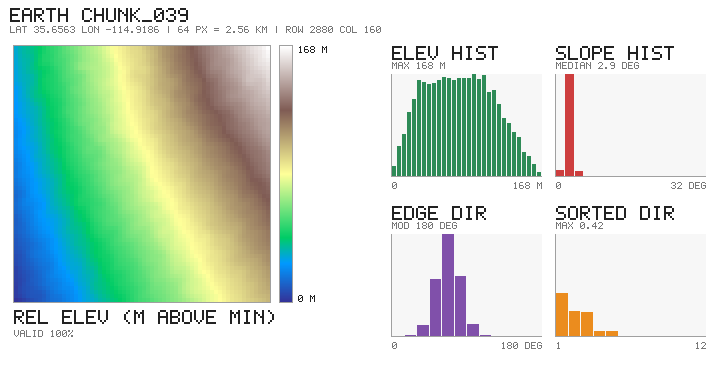 EARTH CHUNK_039
LAT 35.6563 LON -114.9186 | 64 PX = 2.56 KM | ROW 2880 COL 160
168 M
0 M
REL ELEV (M ABOVE MIN)
VALID 100%
ELEV HIST
MAX 168 M
0 168 M
SLOPE HIST
MEDIAN 2.9 DEG
0 32 DEG
EDGE DIR
MOD 180 DEG
0 180 DEG
SORTED DIR
MAX 0.42
1 12